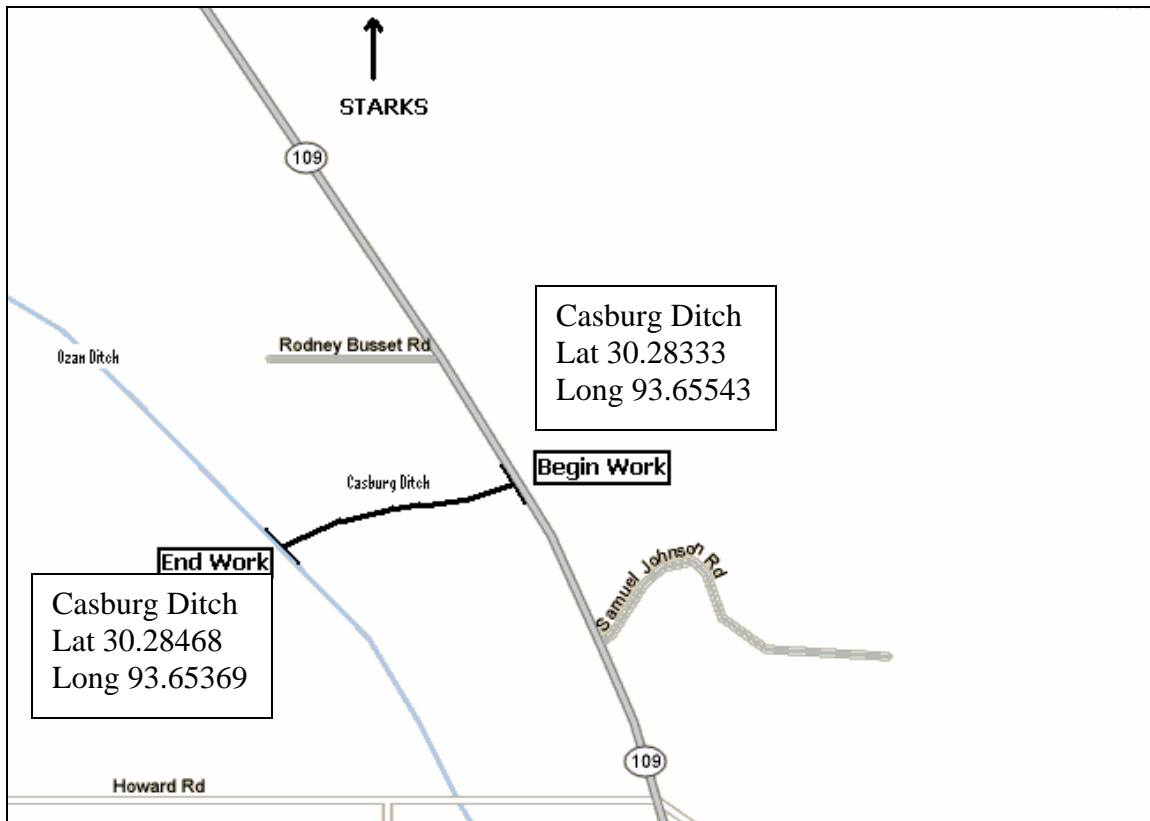 STARKS
109
Casburg Ditch
Lat 30.28333
Long 93.65543
Rodney Busset Rd
Ozan Ditch
Begin Work
Casburg Ditch
Samuel Johnson Rd
End Work
Casburg Ditch
Lat 30.28468
Long 93.65369
109
Howard Rd